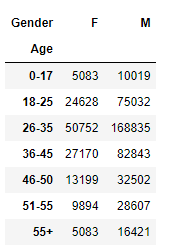 Gender F M
Age
0-17 5083 10019
18-25 24628 75032
26-35 50752 168835
36-45 27170 82843
46-50 13199 32502
51-55 9894 28607
55+ 5083 16421